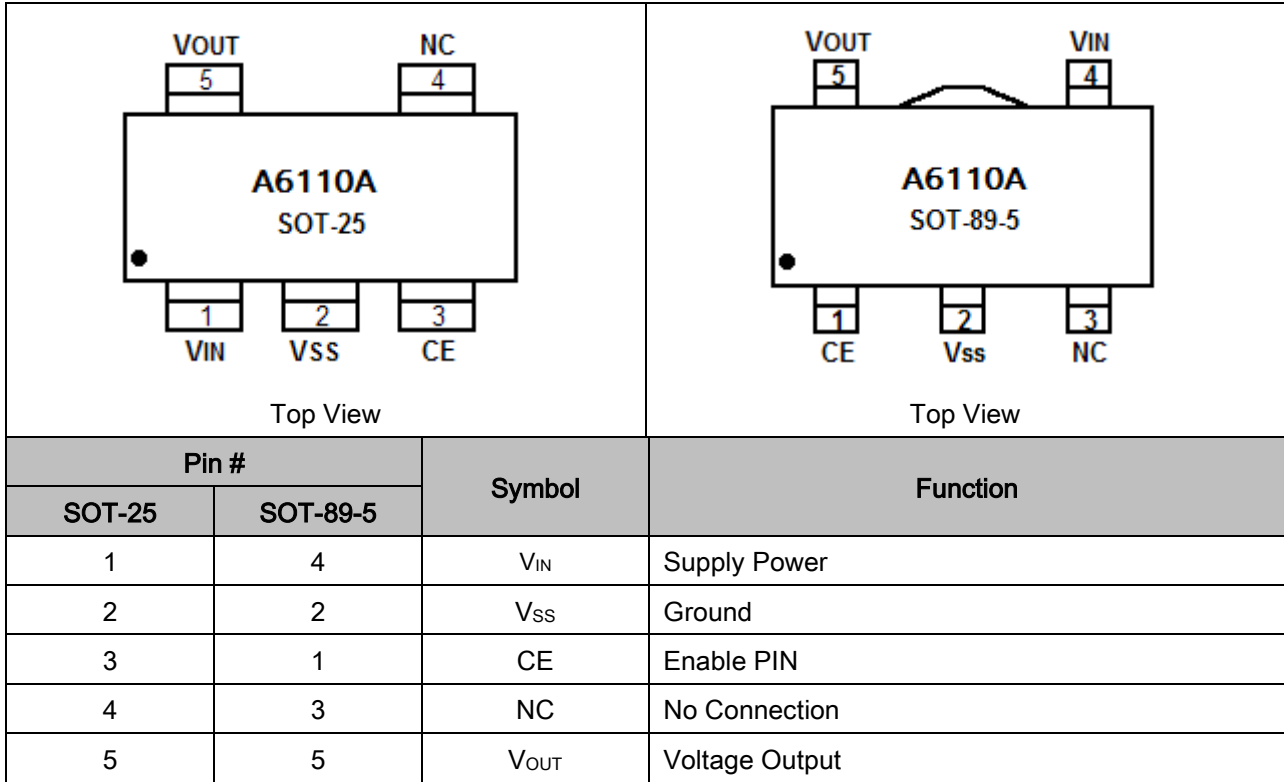 VOUT NC
5 4
A6110A
SOT-25
1 2 3
VIN VSS CE
Top View
VOUT VIN
5 4
A6110A
SOT-89-5
1 2 3
CE Vss NC
Top View
Pin # Symbol Function
SOT-25 SOT-89-5
1 4 VIN Supply Power
2 2 VSS Ground
3 1 CE Enable PIN
4 3 NC No Connection
5 5 VOUT Voltage Output